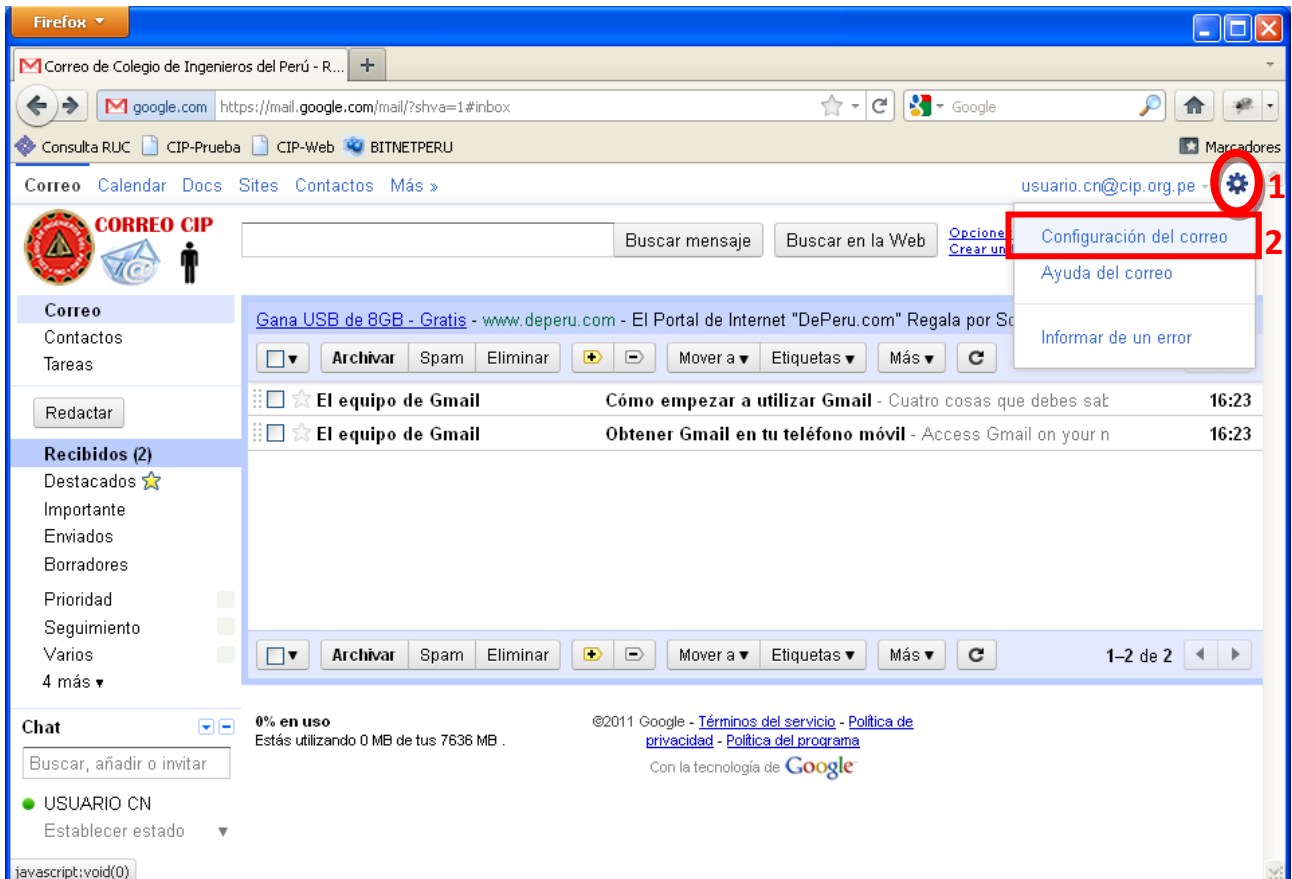 Firefox
Correo de Colegio de Ingenieros del Perú - R...
google.com https://mail.google.com/mail/?shva=1#inbox
Google
Consulta RUC CIP-Prueba CIP-Web BITNETPERU Marcadores
Correo Calendar Docs Sites Contactos Más » usuario.cn@cip.org.pe 1
CORREO CIP
Buscar mensaje Buscar en la Web
Opcione
Crear un
Configuración del correo 2
Ayuda del correo
Informar de un error
Correo
Contactos
Tareas
Redactar
Recibidos (2)
Destacados
Importante
Enviados
Borradores
Prioridad
Seguimiento
Varios
4 más
Gana USB de 8GB - Gratis - www.deperu.com - El Portal de Internet "DePeru.com" Regala por So
Archivar Spam Eliminar Mover a Etiquetas Más
El equipo de Gmail Cómo empezar a utilizar Gmail - Cuatro cosas que debes sab 16:23
El equipo de Gmail Obtener Gmail en tu teléfono móvil - Access Gmail on your n 16:23
Archivar Spam Eliminar Mover a Etiquetas Más 1–2 de 2
Chat
Buscar, añadir o invitar
USUARIO CN
Establecer estado
0% en uso
Estás utilizando 0 MB de tus 7636 MB .
©2011 Google - Términos del servicio - Política de
privacidad - Política del programa
Con la tecnología de Google
javascript:void(0)